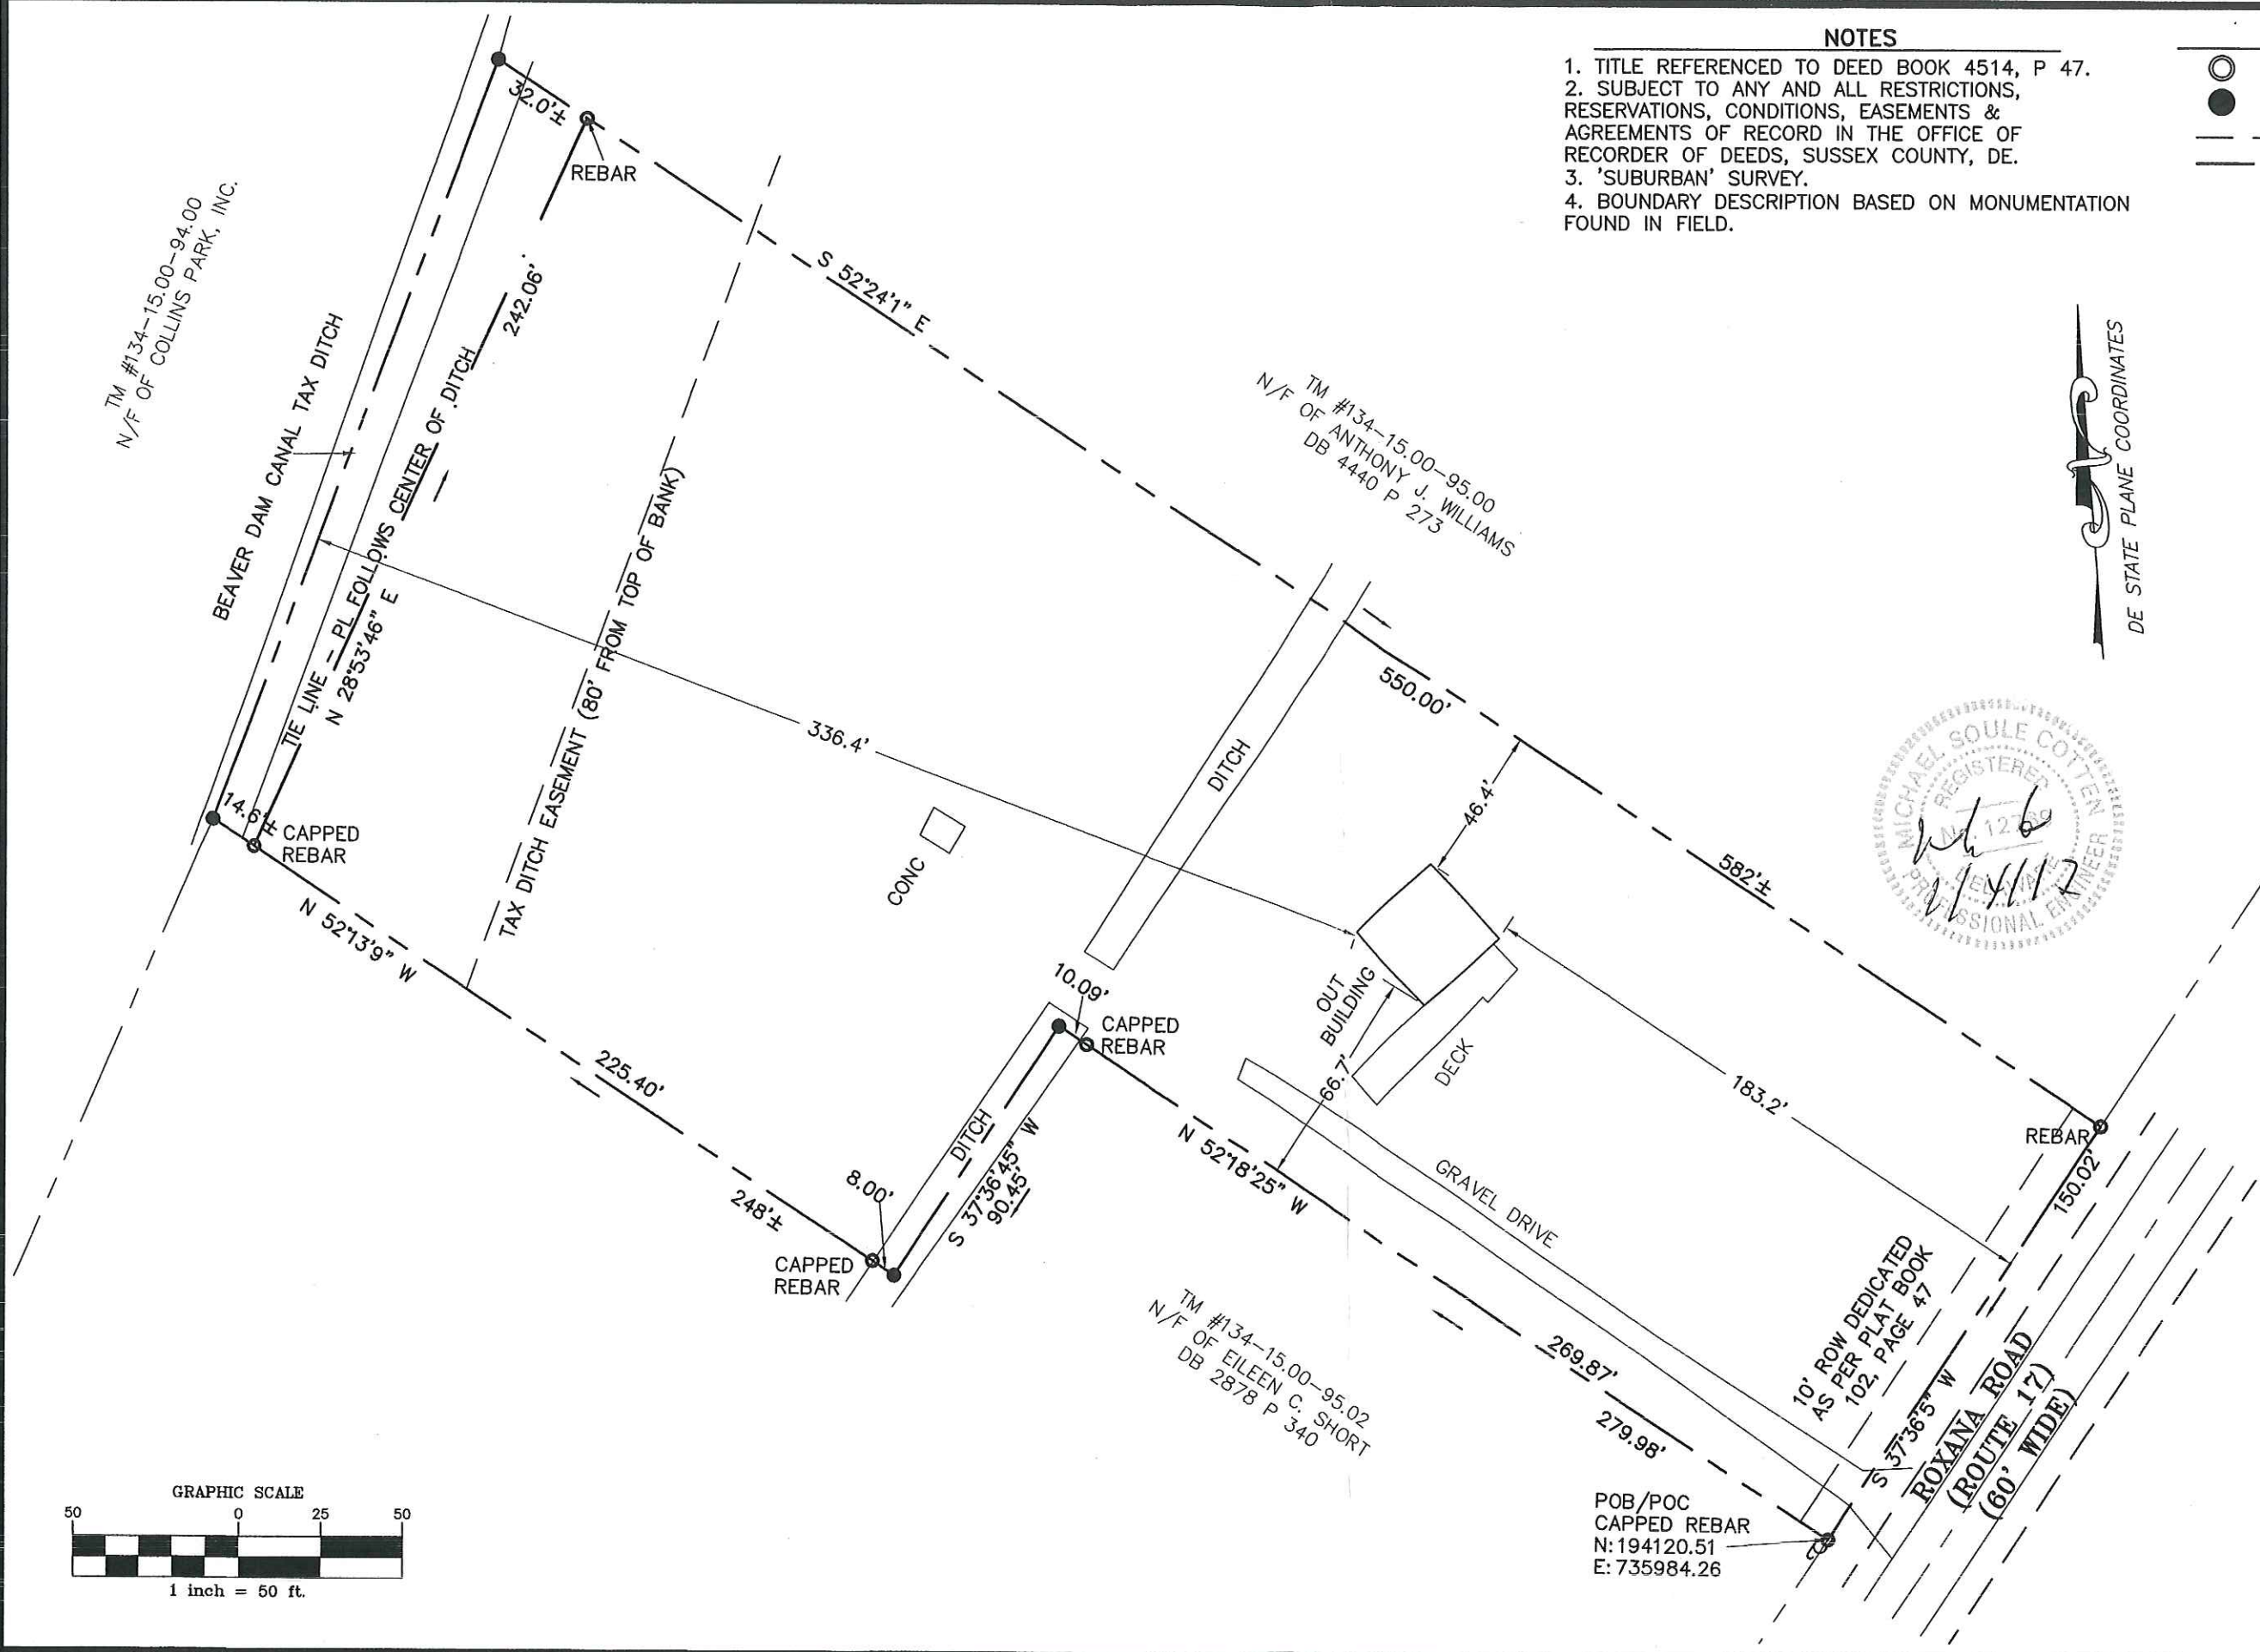 NOTES
1. TITLE REFERENCED TO DEED BOOK 4514, P 47.
2. SUBJECT TO ANY AND ALL RESTRICTIONS,
RESERVATIONS, CONDITIONS, EASEMENTS &
AGREEMENTS OF RECORD IN THE OFFICE OF
RECORDER OF DEEDS, SUSSEX COUNTY, DE.
3. 'SUBURBAN' SURVEY.
4. BOUNDARY DESCRIPTION BASED ON MONUMENTATION
FOUND IN FIELD.
32.0'±
REBAR
TM #134-15.00-94.00
N/F OF COLLINS PARK, INC.
BEAVER DAM CANAL TAX DITCH
242.06'
TIE LINE - PL FOLLOWS CENTER OF DITCH
N 28°53'46" E
TAX DITCH EASEMENT (80' FROM TOP OF BANK)
S 52°24'1" E
TM #134-15.00-95.00
N/F OF ANTHONY J. WILLIAMS
DB 4440 P 273
DE STATE PLANE COORDINATES
550.00'
336.4'
DITCH
46.4'
582'±
MICHAEL SOULE COTTEN
REGISTERED
No. 12769
DELAWARE
PROFESSIONAL ENGINEER
14.6'±
CAPPED
REBAR
CONC
N 52°13'9" W
10.09'
CAPPED
REBAR
OUT
BUILDING
66.7'
DECK
183.2'
REBAR
150.02'
225.40'
DITCH
S 37°36'45" W
90.45'
8.00'
248'±
CAPPED
REBAR
N 52°18'25" W
GRAVEL DRIVE
10' ROW DEDICATED
AS PER PLAT BOOK
102, PAGE 47
S 37°36'5" W
ROXANA ROAD
(ROUTE 17)
(60' WIDE)
TM #134-15.00-95.02
N/F OF EILEEN C. SHORT
DB 2878 P 340
269.87'
279.98'
POB/POC
CAPPED REBAR
N:194120.51
E:735984.26
GRAPHIC SCALE
50 0 25 50
1 inch = 50 ft.